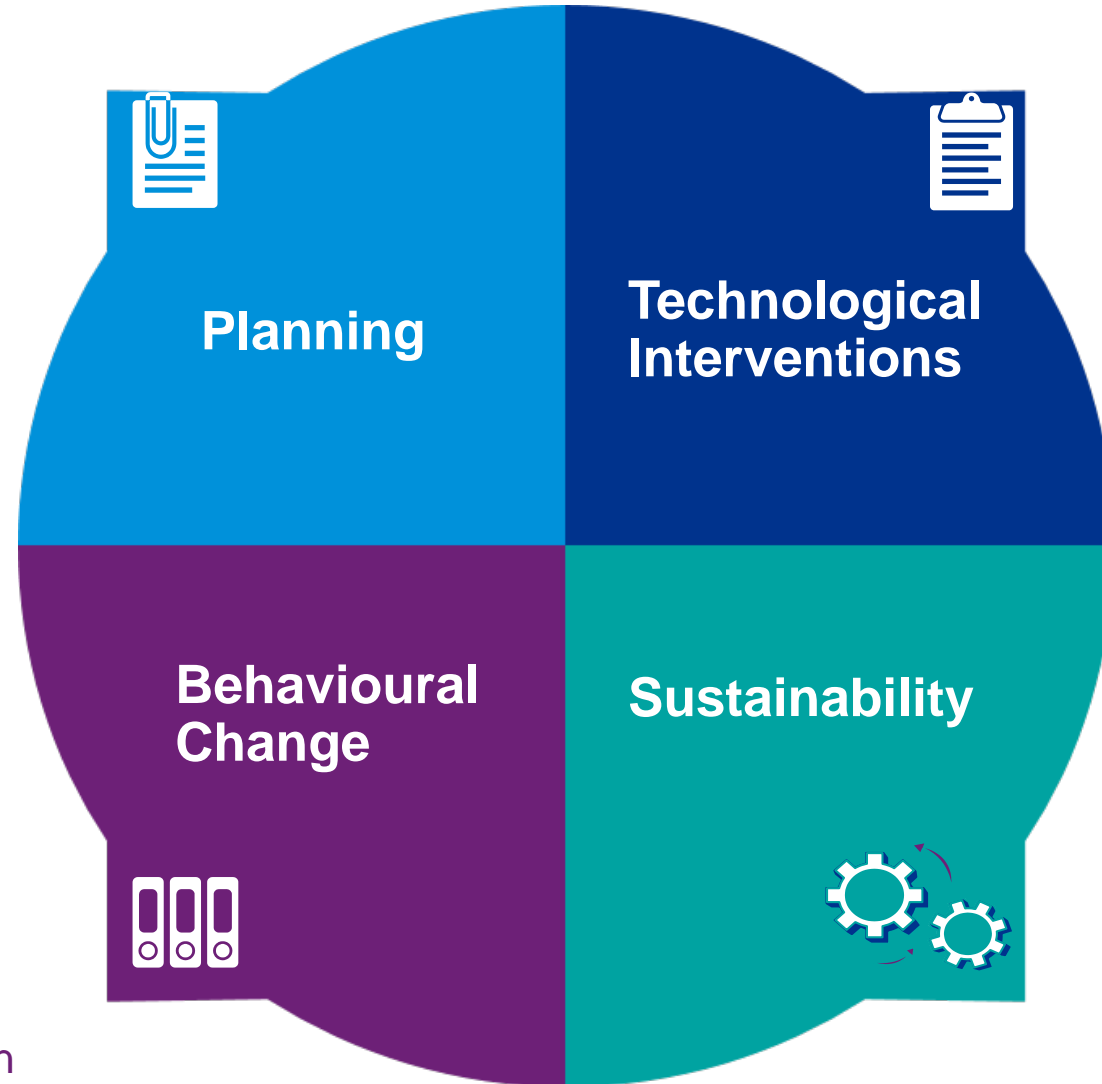 Planning
Technological
Interventions
Behavioural
Change
Sustainability